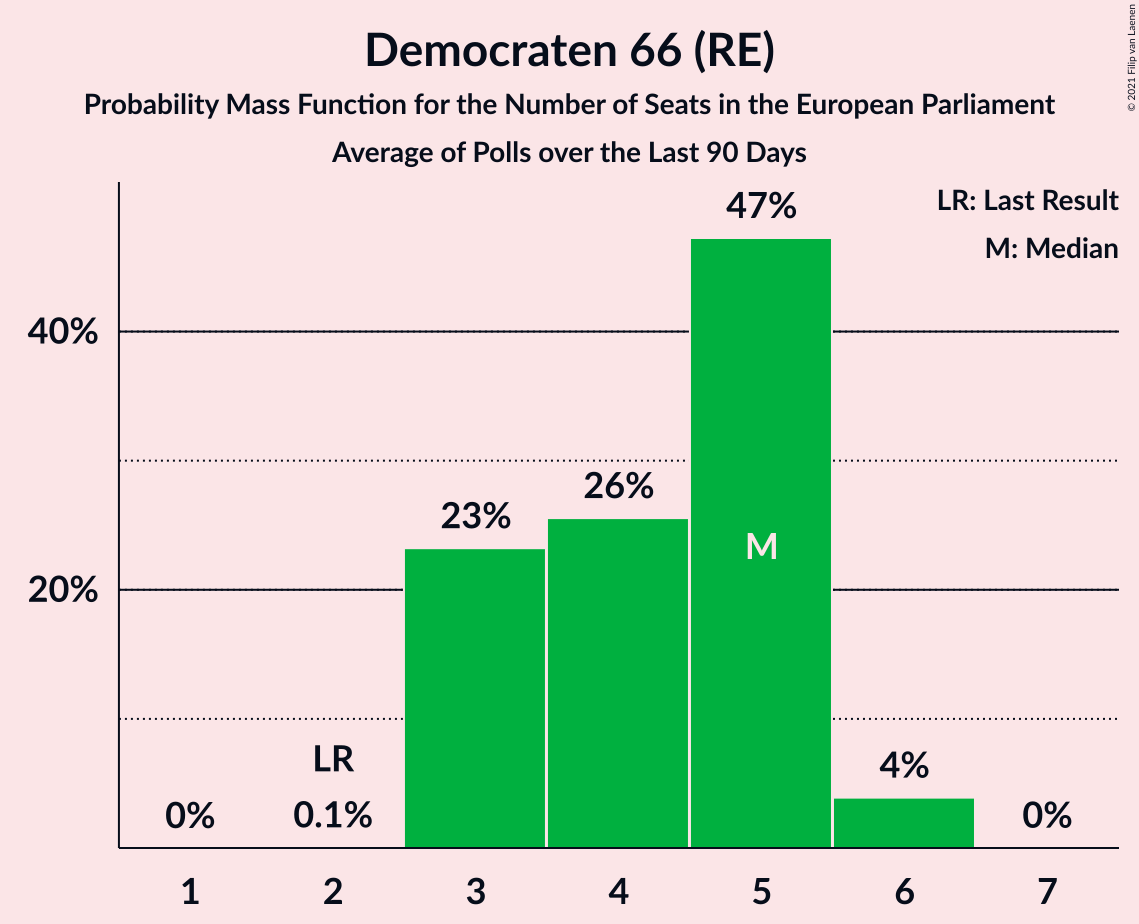 Democraten 66 (RE)
Probability Mass Function for the Number of Seats in the European Parliament
Average of Polls over the Last 90 Days
© 2021 Filip van Laenen
LR: Last Result
M: Median
47%
40%
26%
23%
M
20%
LR
4%
0%
0.1%
0%
1 2 3 4 5 6 7